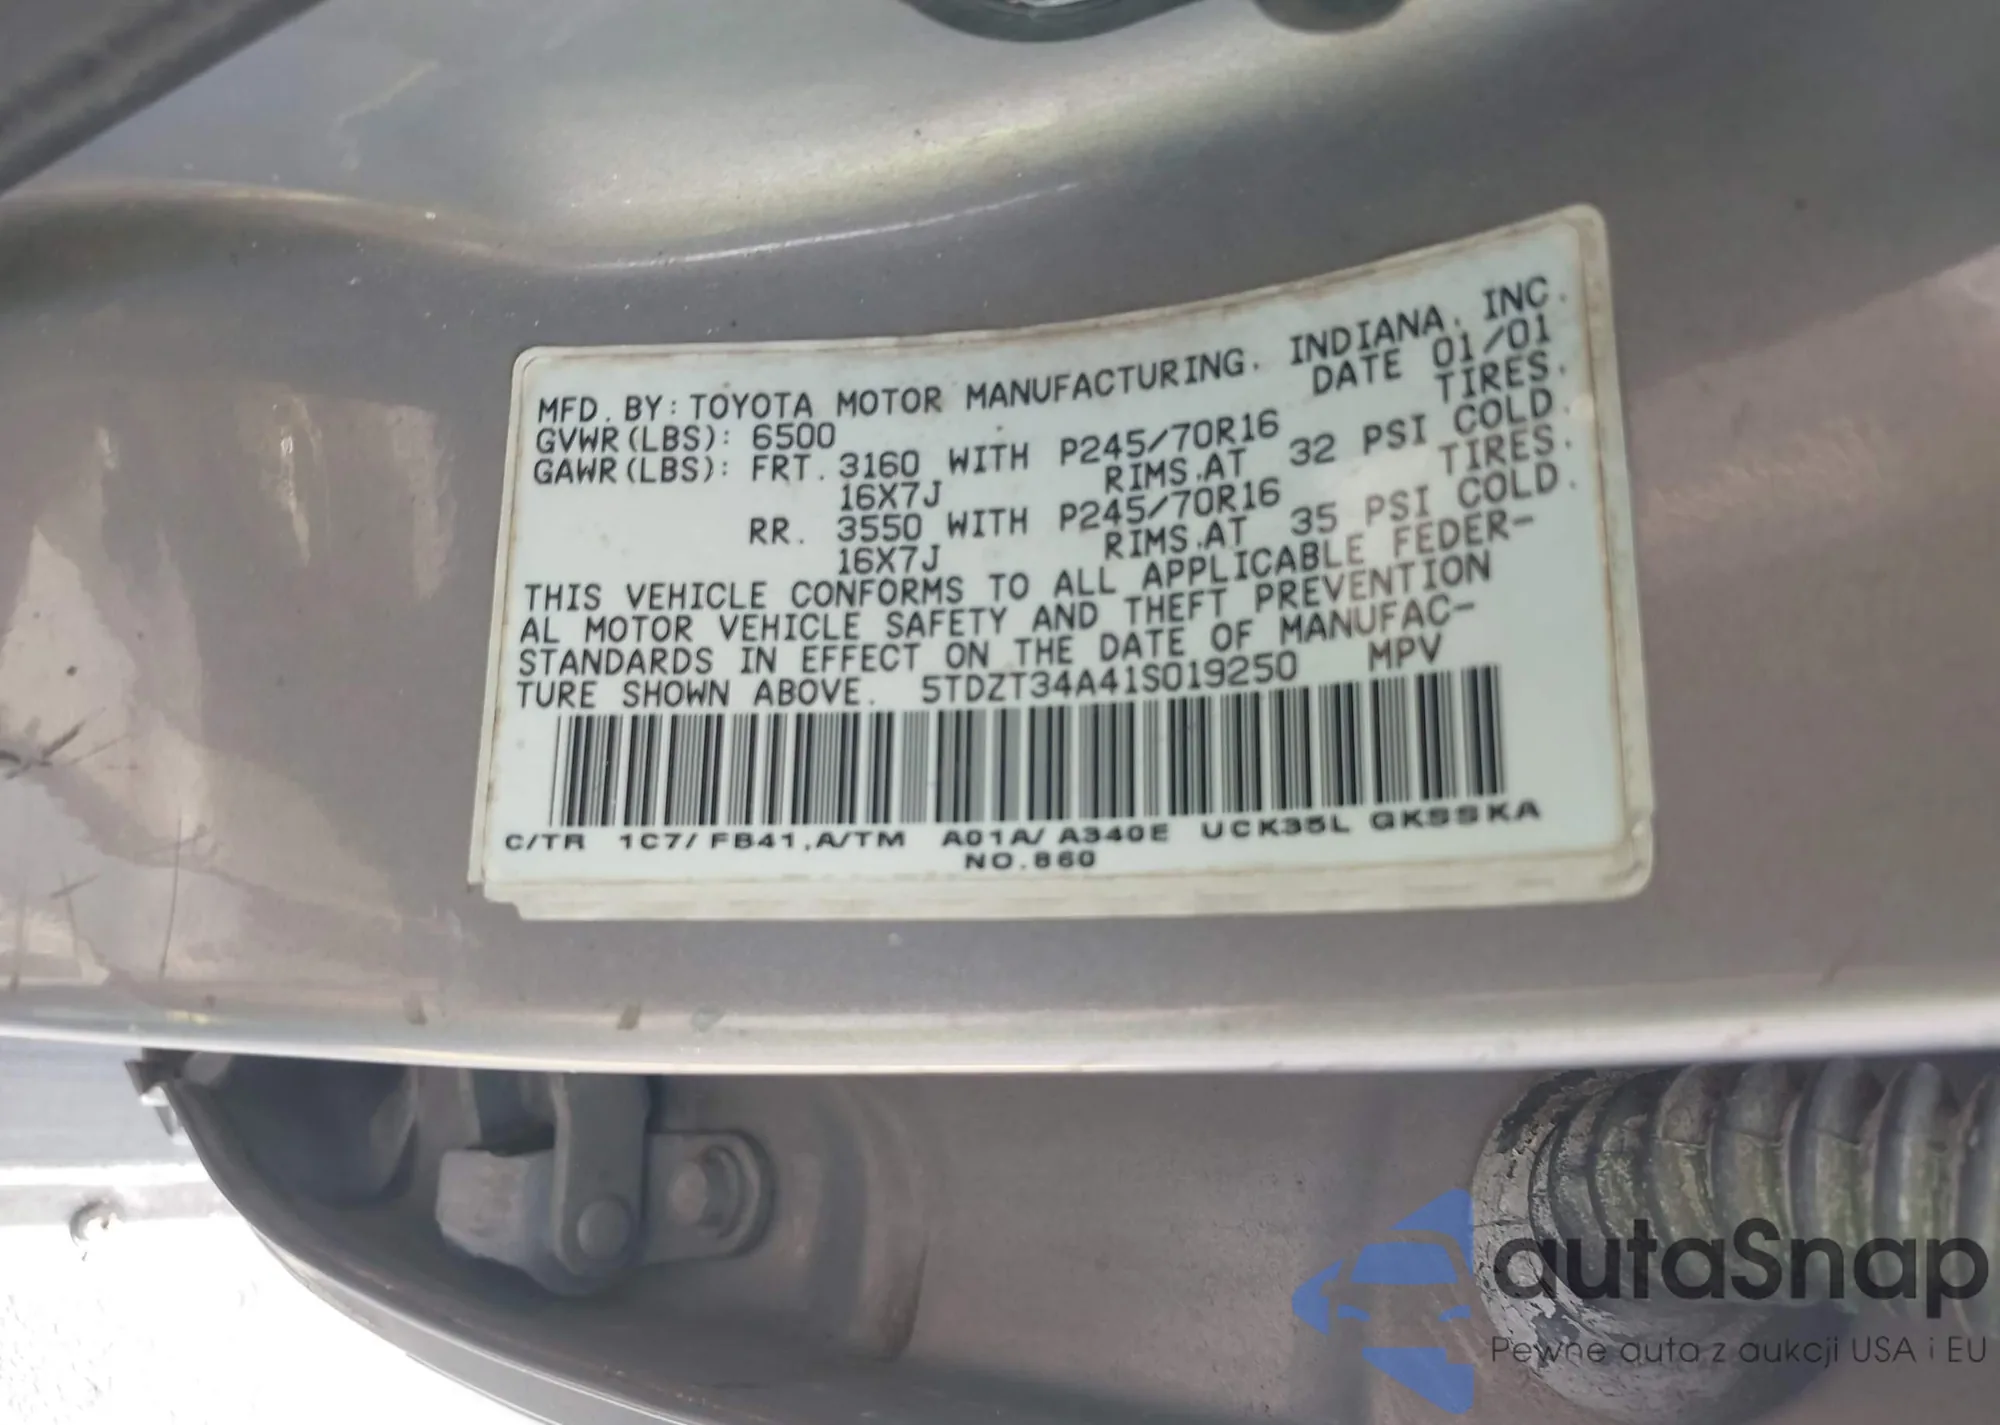 MFD. BY: TOYOTA MOTOR MANUFACTURING, INDIANA, INC.
GVWR(LBS): 6500 DATE 01/01
GAWR(LBS): FRT. 3160 WITH P245/70R16 TIRES.
16X7J RIMS.AT 32 PSI COLD.
RR. 3550 WITH P245/70R16 TIRES.
16X7J RIMS.AT 35 PSI COLD.
THIS VEHICLE CONFORMS TO ALL APPLICABLE FEDER-
AL MOTOR VEHICLE SAFETY AND THEFT PREVENTION
STANDARDS IN EFFECT ON THE DATE OF MANUFAC-
TURE SHOWN ABOVE. 5TDZT34A41S019250 MPV
C/TR 1C7/ FB41,A/TM A01A/ A340E UCK35L GKSSKA
NO.860
autaSnap
Pewne auta z aukcji USA i EU